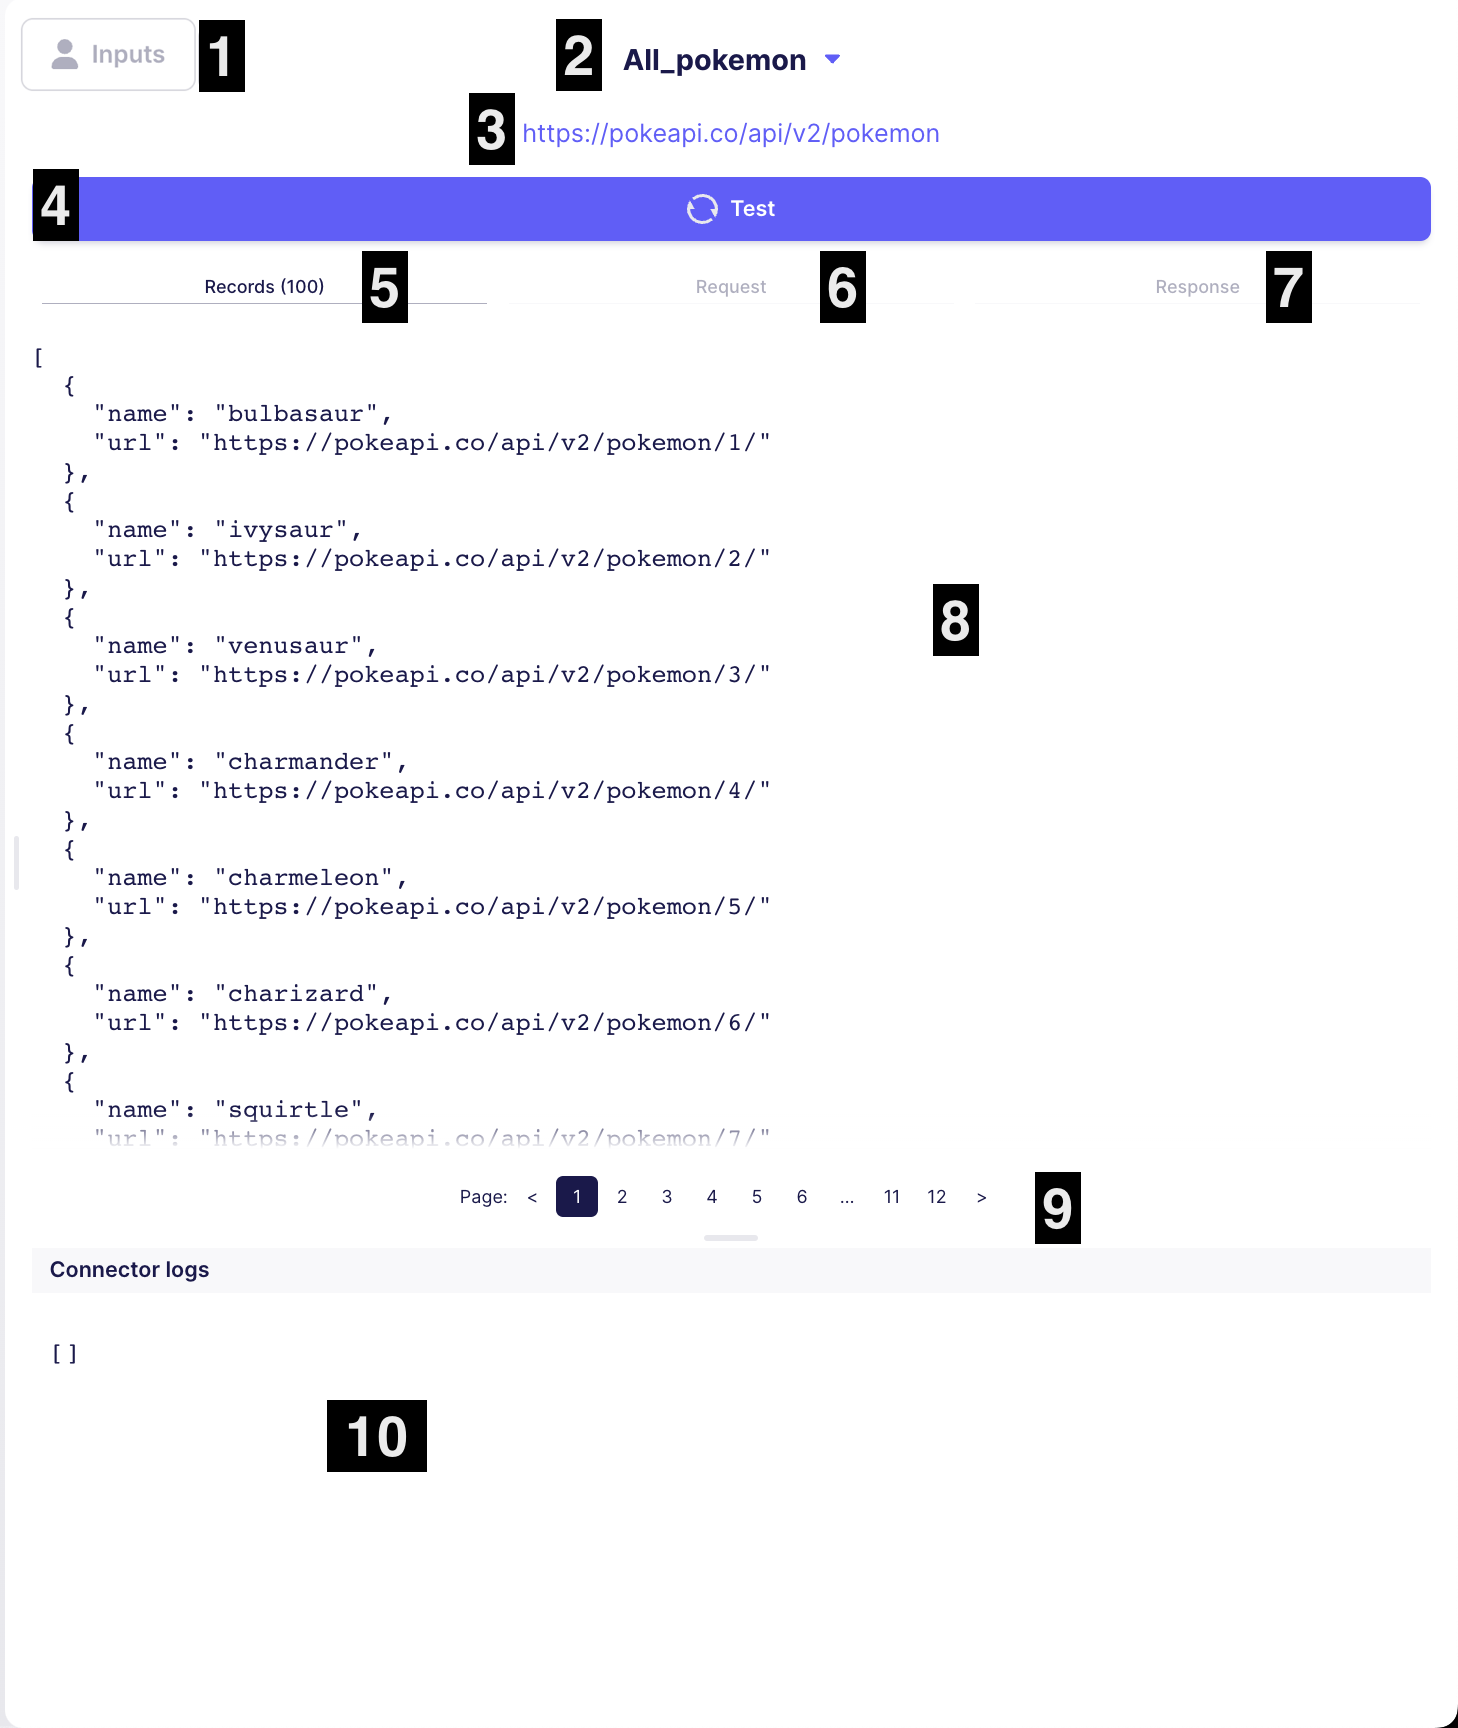 Inputs 1
2 All_pokemon
3 https://pokeapi.co/api/v2/pokemon
4 Test
Records (100) 5 Request 6 Response 7
[
{
"name": "bulbasaur",
"url": "https://pokeapi.co/api/v2/pokemon/1/"
},
{
"name": "ivysaur",
"url": "https://pokeapi.co/api/v2/pokemon/2/"
},
{
"name": "venusaur",
"url": "https://pokeapi.co/api/v2/pokemon/3/"
},
{
"name": "charmander",
"url": "https://pokeapi.co/api/v2/pokemon/4/"
},
{
"name": "charmeleon",
"url": "https://pokeapi.co/api/v2/pokemon/5/"
},
{
"name": "charizard",
"url": "https://pokeapi.co/api/v2/pokemon/6/"
},
{
"name": "squirtle",
"url": "https://pokeapi.co/api/v2/pokemon/7/"
8
Page: < 1 2 3 4 5 6 ... 11 12 > 9
Connector logs
[]
10